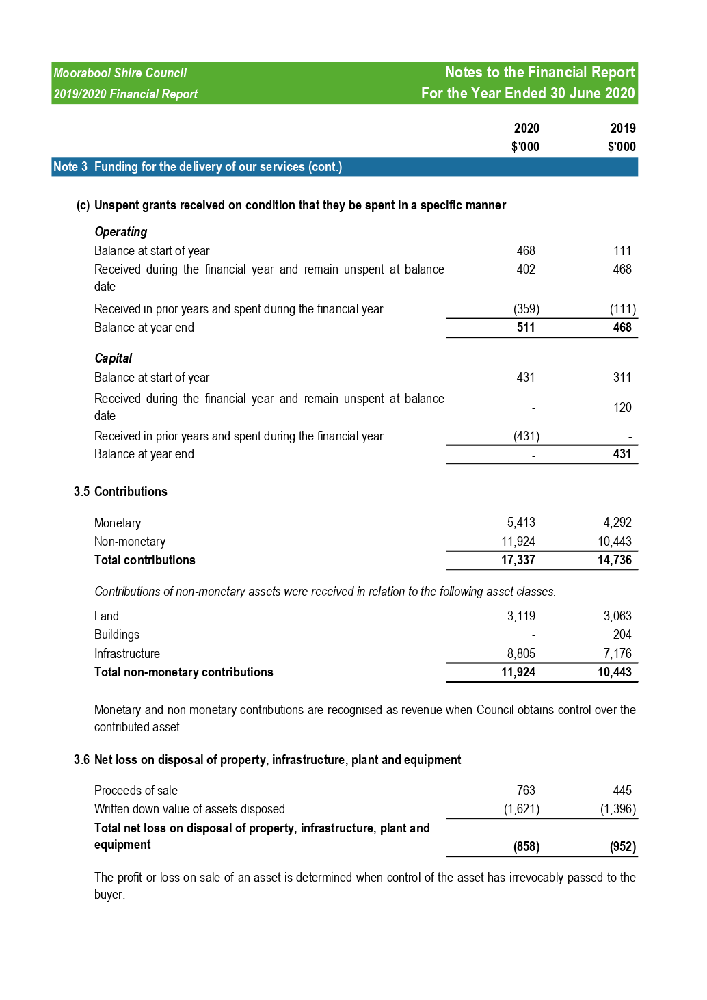 Moorabool Shire Council Notes to the Financial Report
2019/2020 Financial Report For the Year Ended 30 June 2020
2020 2019
$'000 $'000
Note 3 Funding for the delivery of our services (cont.)
(c) Unspent grants received on condition that they be spent in a specific manner
Operating
Balance at start of year 468 111
Received during the financial year and remain unspent at balance 402 468
date
Received in prior years and spent during the financial year (359) (111)
Balance at year end 511 468
Capital
Balance at start of year 431 311
Received during the financial year and remain unspent at balance
date - 120
Received in prior years and spent during the financial year (431) -
Balance at year end - 431
3.5 Contributions
Monetary 5,413 4,292
Non-monetary 11,924 10,443
Total contributions 17,337 14,736
Contributions of non-monetary assets were received in relation to the following asset classes.
Land 3,119 3,063
Buildings - 204
Infrastructure 8,805 7,176
Total non-monetary contributions 11,924 10,443
Monetary and non monetary contributions are recognised as revenue when Council obtains control over the
contributed asset.
3.6 Net loss on disposal of property, infrastructure, plant and equipment
Proceeds of sale 763 445
Written down value of assets disposed (1,621) (1,396)
Total net loss on disposal of property, infrastructure, plant and
equipment (858) (952)
The profit or loss on sale of an asset is determined when control of the asset has irrevocably passed to the
buyer.